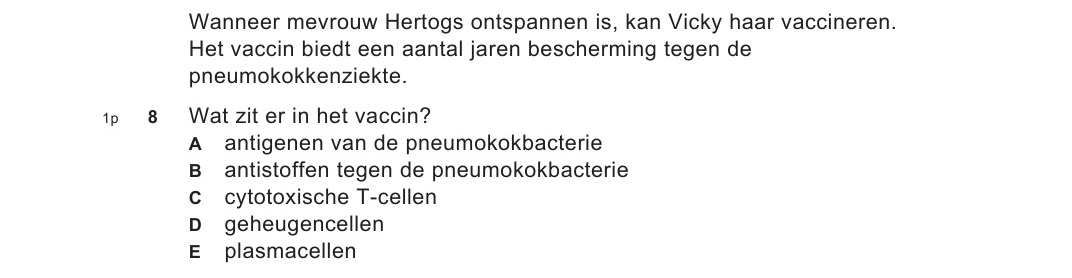 Wanneer mevrouw Hertogs ontspannen is, kan Vicky haar vaccineren.
Het vaccin biedt een aantal jaren bescherming tegen de
pneumokokkenziekte.
1p 8 Wat zit er in het vaccin?
A antigenen van de pneumokokbacterie
B antistoffen tegen de pneumokokbacterie
C cytotoxische T-cellen
D geheugencellen
E plasmacellen